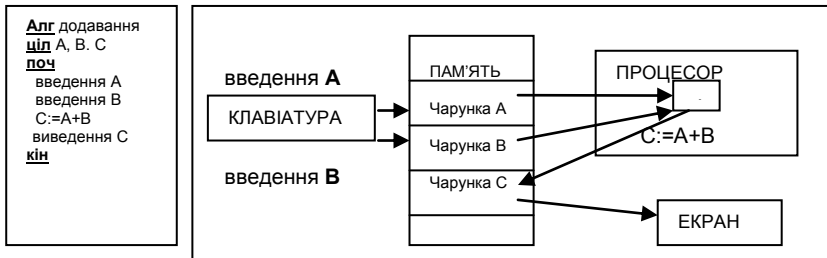 Алг додавання
ціл А, В. С
поч
введення А
введення В
С:=А+В
виведення С
кін
введення А
КЛАВІАТУРА
введення В
ПАМ'ЯТЬ
Чарунка А
Чарунка В
Чарунка С
ПРОЦЕСОР
С:=А+В
ЕКРАН